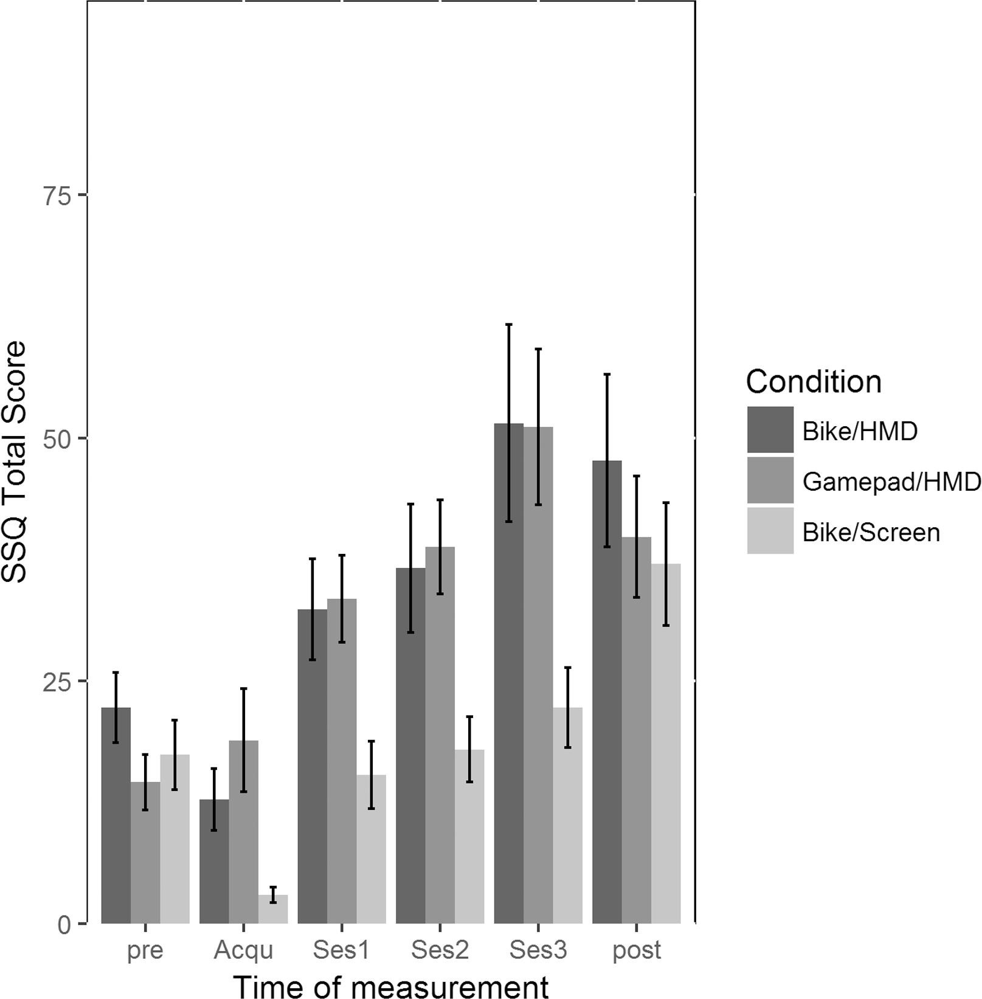 SSQ Total Score
75
50
25
0
pre Acqu Ses1 Ses2 Ses3 post
Time of measurement
Condition
Bike/HMD
Gamepad/HMD
Bike/Screen